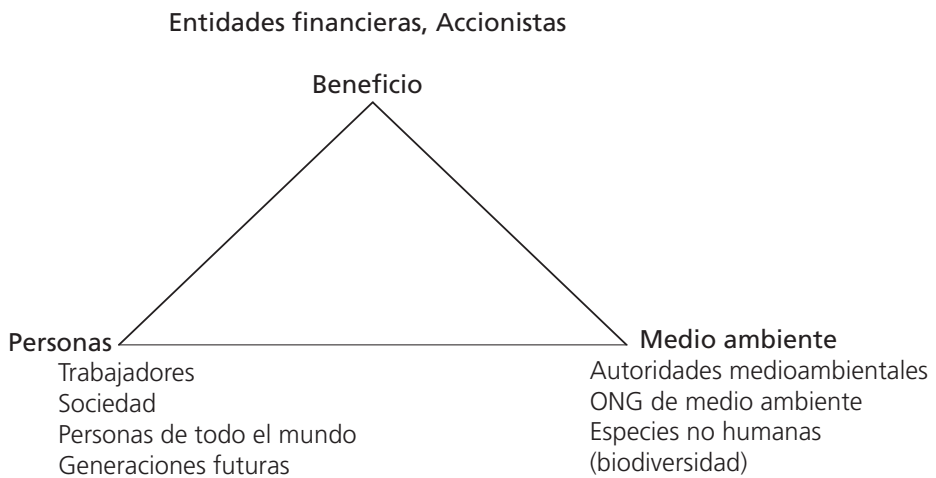 Entidades financieras, Accionistas
Beneficio
Personas
Trabajadores
Sociedad
Personas de todo el mundo
Generaciones futuras
Medio ambiente
Autoridades medioambientales
ONG de medio ambiente
Especies no humanas
(biodiversidad)